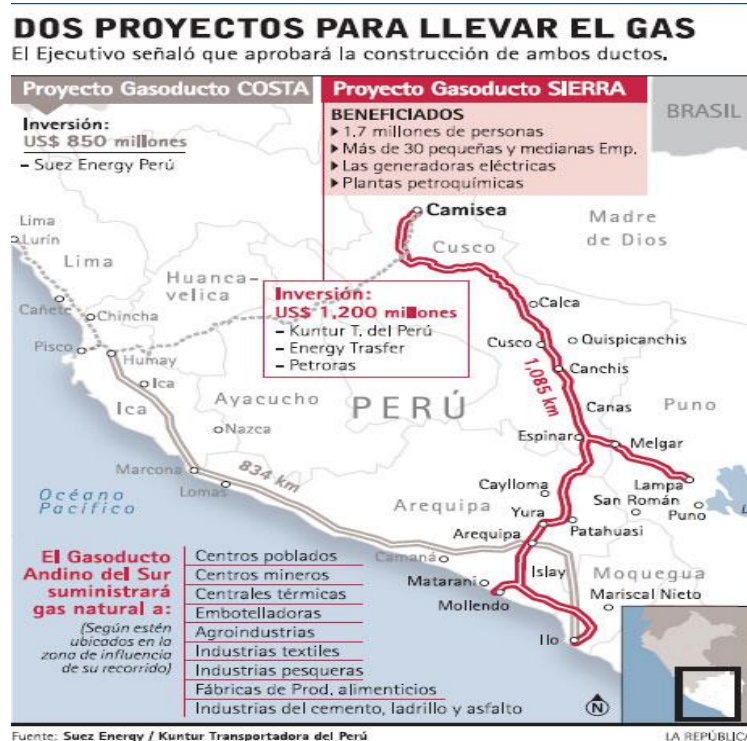 DOS PROYECTOS PARA LLEVAR EL GAS
El Ejecutivo señaló que aprobará la construcción de ambos ductos.
Proyecto Gasoducto COSTA
Inversión:
US$ 850 millones
– Suez Energy Perú
Proyecto Gasoducto SIERRA
BENEFICIADOS
1.7 millones de personas
Más de 30 pequeñas y medianas Emp.
Las generadoras eléctricas
Plantas petroquímicas
BRASIL
Camisea
Madre
de Dios
Cusco
Lima
Lurín
Lima
Huanca-
velica
Inversión:
US$ 1,200 millones
– Kuntur T. del Perú
– Energy Trasfer
– Petroras
Cañete
Chincha
Pisco
Humay
Ica
Ica
Ayacucho
Nazca
PERÚ
Calca
Cusco
Quispicanchis
Canchis
1,085 km
Canas
Puno
Espinar
Melgar
Marcona
Lomas
834 km
Océano
Pacífico
Caylloma
Lampa
San Román
Puno
Arequipa
Yura
Patahuasi
Arequipa
Camaná
Islay
Moquegua
Matarani
Mollendo
Mariscal Nieto
Ilo
El Gasoducto
Andino del Sur
suministrará
gas natural a:
(Según estén
ubicados en la
zona de influencia
de su recorrido)
Centros poblados
Centros mineros
Centrales térmicas
Embotelladoras
Agroindustrias
Industrias textiles
Industrias pesqueras
Fábricas de Prod. alimenticios
Industrias del cemento, ladrillo y asfalto
N
Fuente: Suez Energy / Kuntur Transportadora del Perú
LA REPÚBLICA